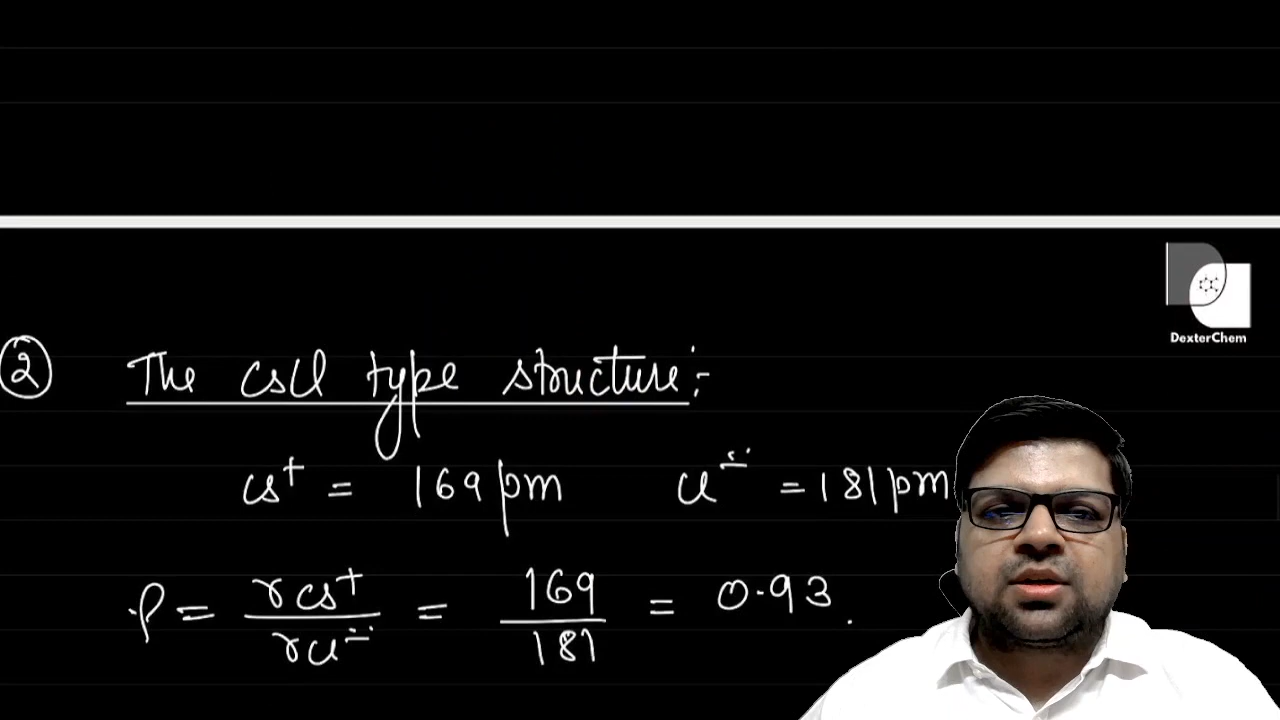 DexterChem
② The CsCl type structure:-
Cs⁺ = 169 pm Cl⁻ = 181 pm
ρ = rCs⁺ / rCl⁻ = 169 / 181 = 0.93.